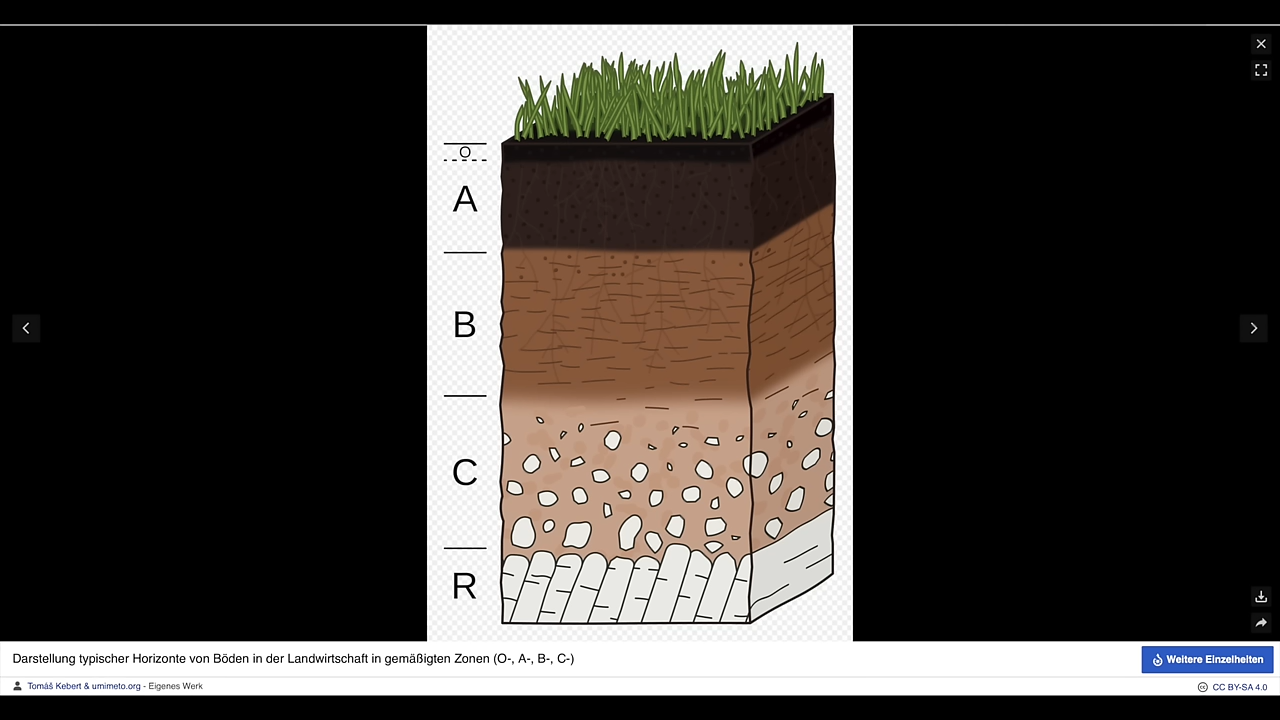 O
A
B
C
R
Darstellung typischer Horizonte von Böden in der Landwirtschaft in gemäßigten Zonen (O-, A-, B-, C-)
Weitere Einzelheiten
Tomáš Kebert & umimeto.org - Eigenes Werk
CC BY-SA 4.0